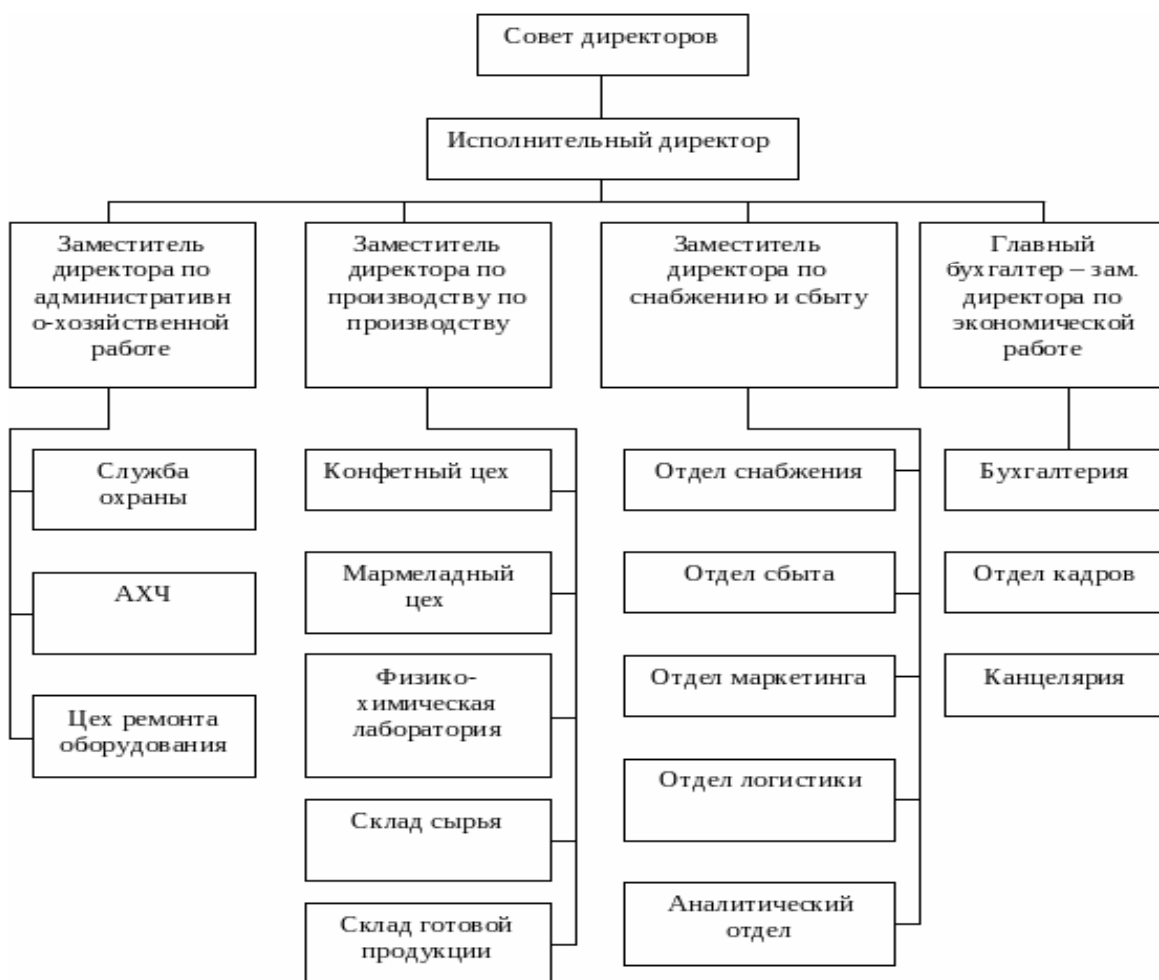 Совет директоров
Исполнительный директор
Заместитель
директора по
административн
о-хозяйственной
работе
Заместитель
директора по
производству по
производству
Заместитель
директора по
снабжению и сбыту
Главный
бухгалтер – зам.
директора по
экономической
работе
Служба
охраны
АХЧ
Цех ремонта
оборудования
Конфетный цех
Мармеладный
цех
Физико-
химическая
лаборатория
Склад сырья
Склад готовой
продукции
Отдел снабжения
Отдел сбыта
Отдел маркетинга
Отдел логистики
Аналитический
отдел
Бухгалтерия
Отдел кадров
Канцелярия